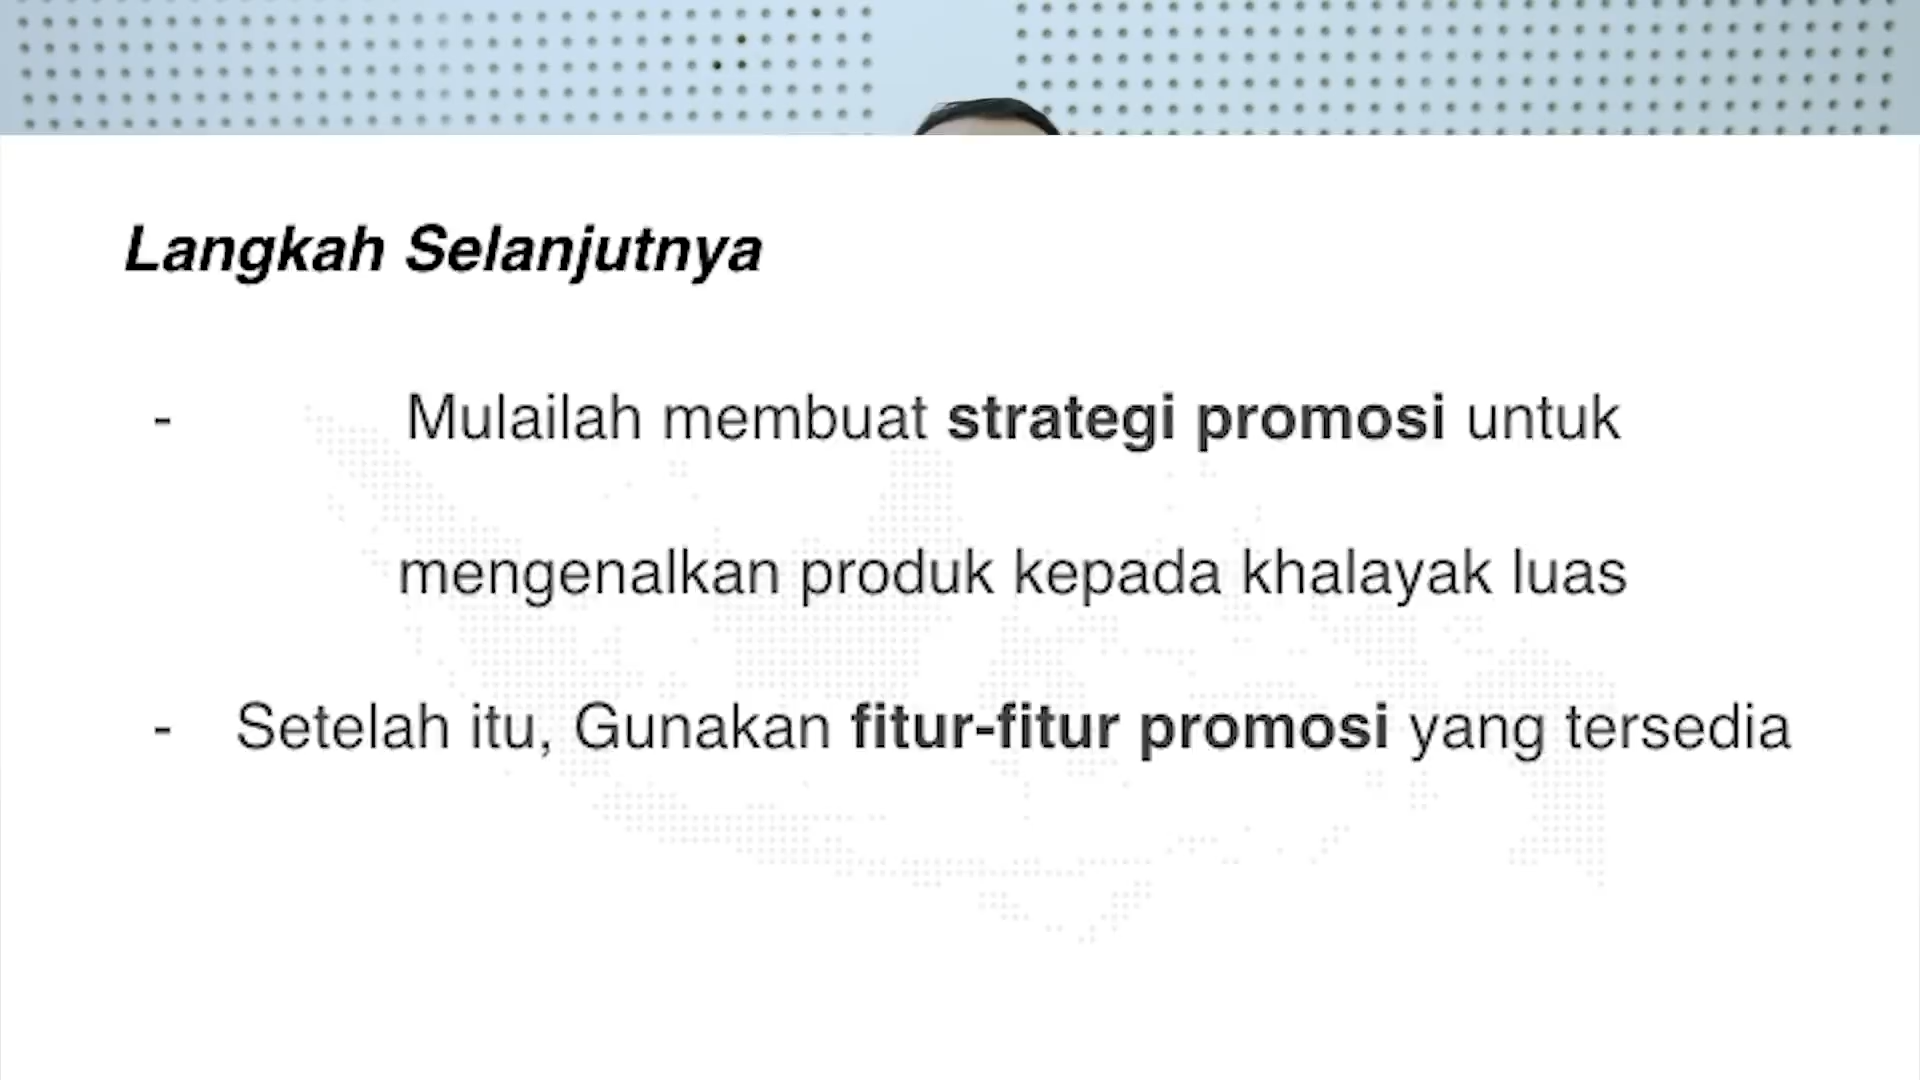 Langkah Selanjutnya
- Mulailah membuat strategi promosi untuk
mengenalkan produk kepada khalayak luas
- Setelah itu, Gunakan fitur-fitur promosi yang tersedia